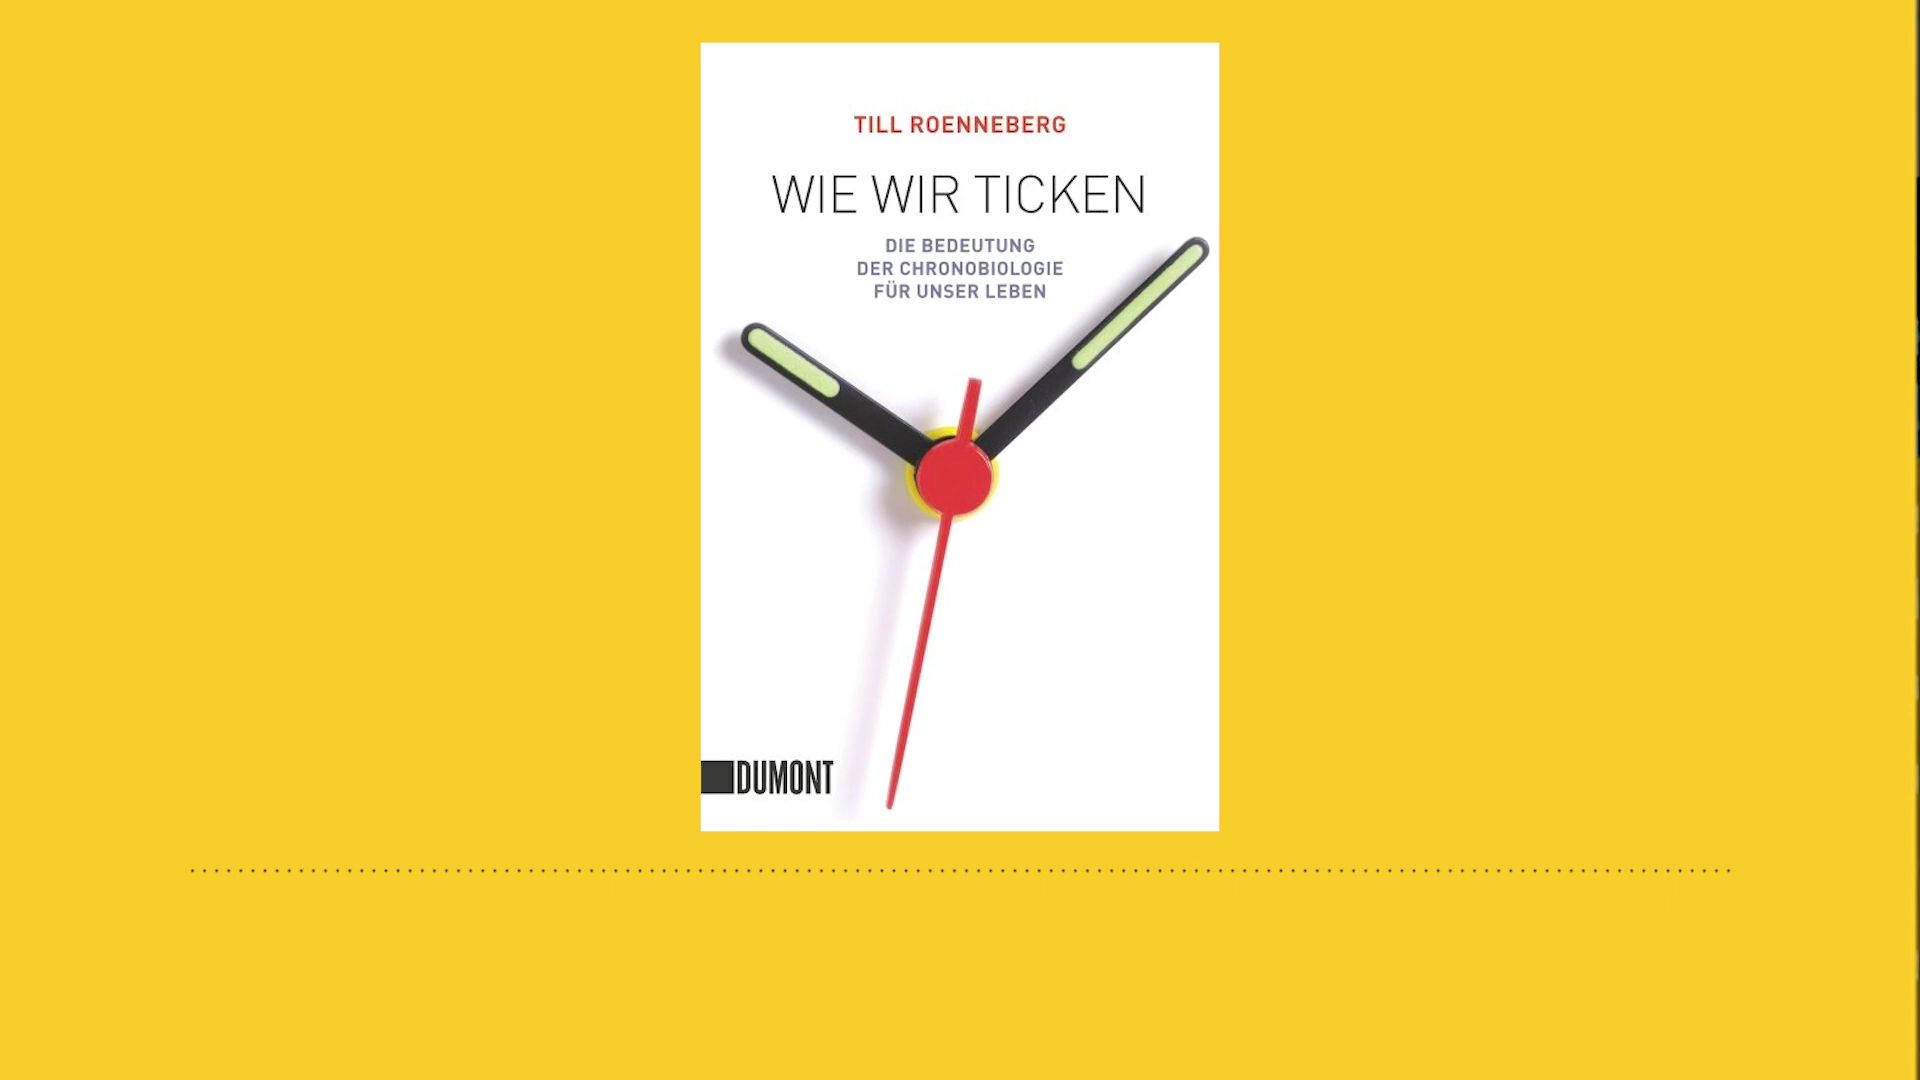 TILL ROENNEBERG
WIE WIR TICKEN
DIE BEDEUTUNG
DER CHRONOBIOLOGIE
FÜR UNSER LEBEN
DUMONT